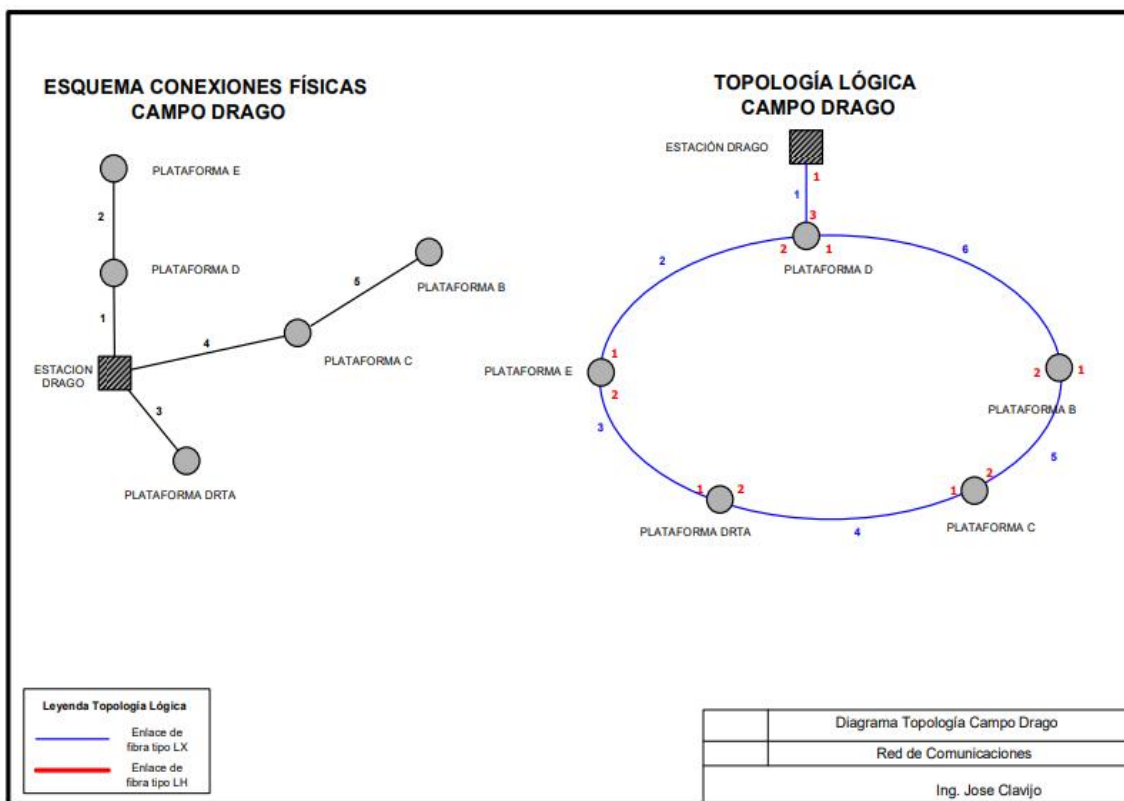 ESQUEMA CONEXIONES FÍSICAS
CAMPO DRAGO
PLATAFORMA E
2
PLATAFORMA D
1
5
PLATAFORMA B
4
PLATAFORMA C
ESTACION
DRAGO
3
PLATAFORMA DRTA
TOPOLOGÍA LÓGICA
CAMPO DRAGO
ESTACIÓN DRAGO
1
1
3
2
1
PLATAFORMA D
2
6
1
PLATAFORMA E
2
2
1
PLATAFORMA B
3
5
1
2
2
1
PLATAFORMA DRTA
4
PLATAFORMA C
Leyenda Topología Lógica
Enlace de
fibra tipo LX
Enlace de
fibra tipo LH
Diagrama Topología Campo Drago
Red de Comunicaciones
Ing. Jose Clavijo